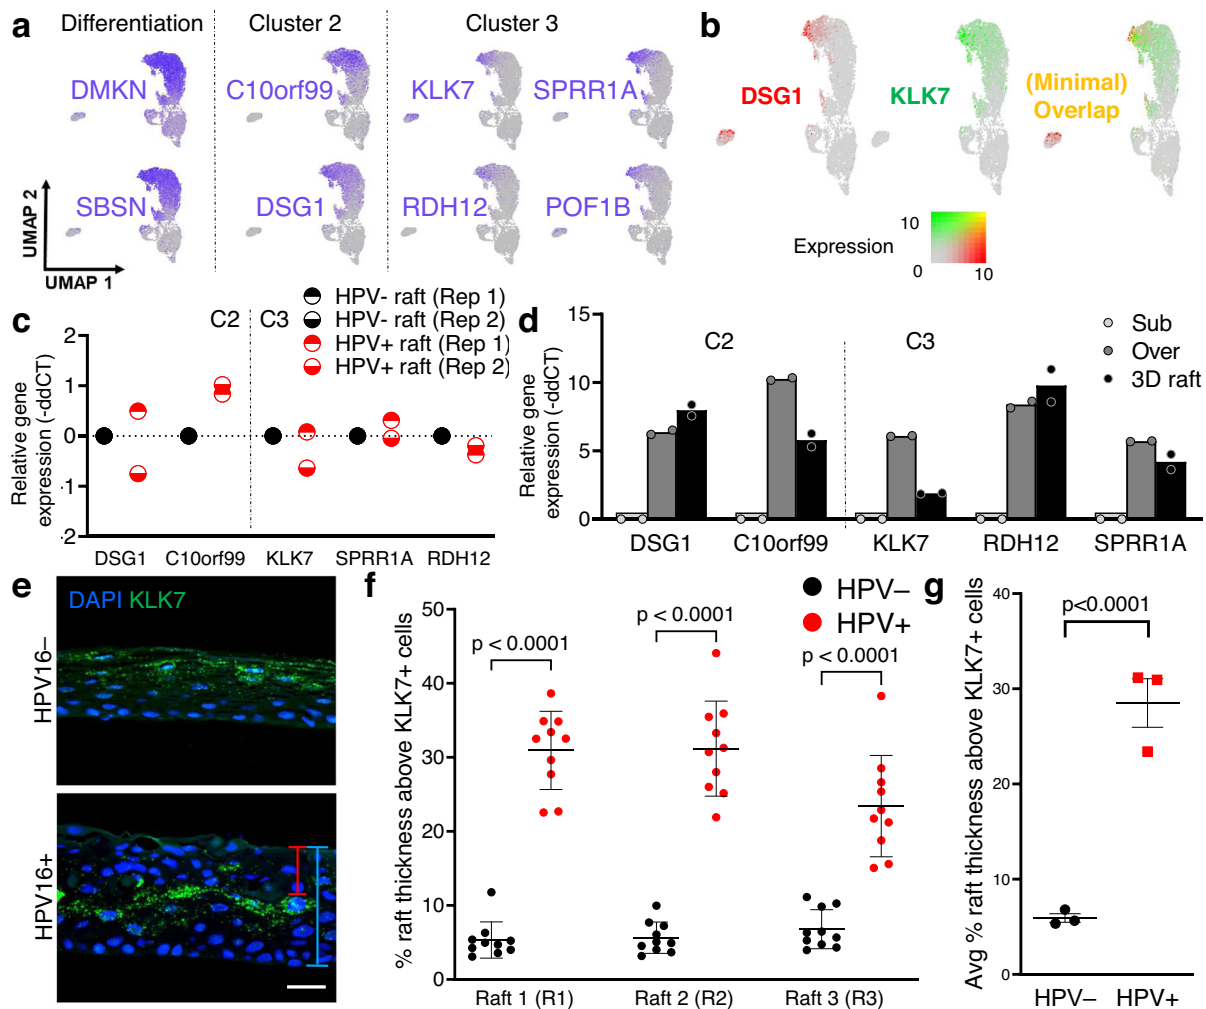 a
Differentiation
Cluster 2
Cluster 3
DMKN
C10orf99
KLK7
SPRR1A
SBSN
DSG1
RDH12
POF1B
UMAP 2
UMAP 1
b
DSG1
KLK7
(Minimal)
Overlap
Expression
10
0
10
c
C2
C3
HPV- raft (Rep 1)
HPV- raft (Rep 2)
HPV+ raft (Rep 1)
HPV+ raft (Rep 2)
Relative gene
expression (-ddCT)
2
1
0
-1
-2
DSG1
C10orf99
KLK7
SPRR1A
RDH12
d
C2
C3
Sub
Over
3D raft
Relative gene
expression (-ddCT)
15
10
5
0
DSG1
C10orf99
KLK7
RDH12
SPRR1A
e
DAPI KLK7
HPV16–
HPV16+
f
HPV–
HPV+
% raft thickness above KLK7+ cells
50
40
30
20
10
0
p < 0.0001
p < 0.0001
p < 0.0001
Raft 1 (R1)
Raft 2 (R2)
Raft 3 (R3)
g
Avg % raft thickness above KLK7+ cells
40
30
20
10
0
p<0.0001
HPV–
HPV+